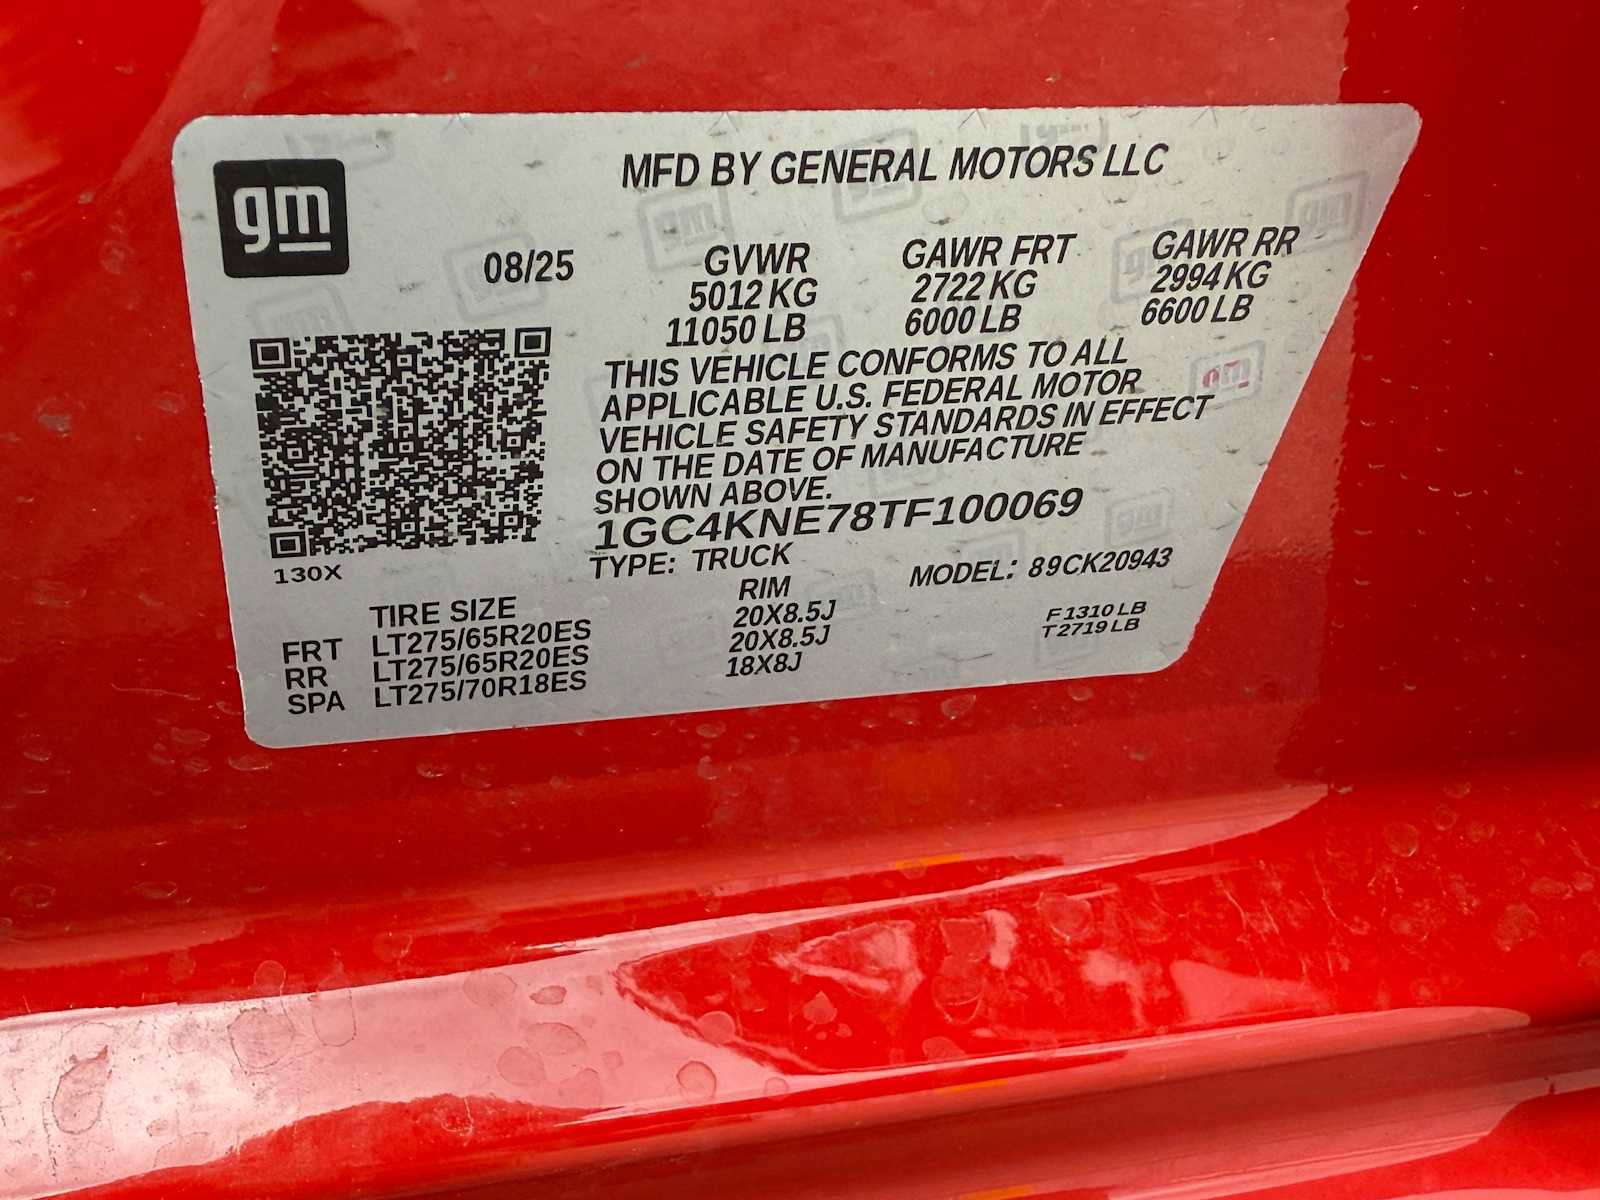 gm
MFD BY GENERAL MOTORS LLC
08/25
GVWR GAWR FRT GAWR RR
5012 KG 2722 KG 2994 KG
11050 LB 6000 LB 6600 LB
THIS VEHICLE CONFORMS TO ALL
APPLICABLE U.S. FEDERAL MOTOR
VEHICLE SAFETY STANDARDS IN EFFECT
ON THE DATE OF MANUFACTURE
SHOWN ABOVE.
1GC4KNE78TF100069
130X
TYPE: TRUCK MODEL: 89CK20943
TIRE SIZE RIM
FRT LT275/65R20ES 20X8.5J F1310 LB
RR LT275/65R20ES 20X8.5J T2719 LB
SPA LT275/70R18ES 18X8J